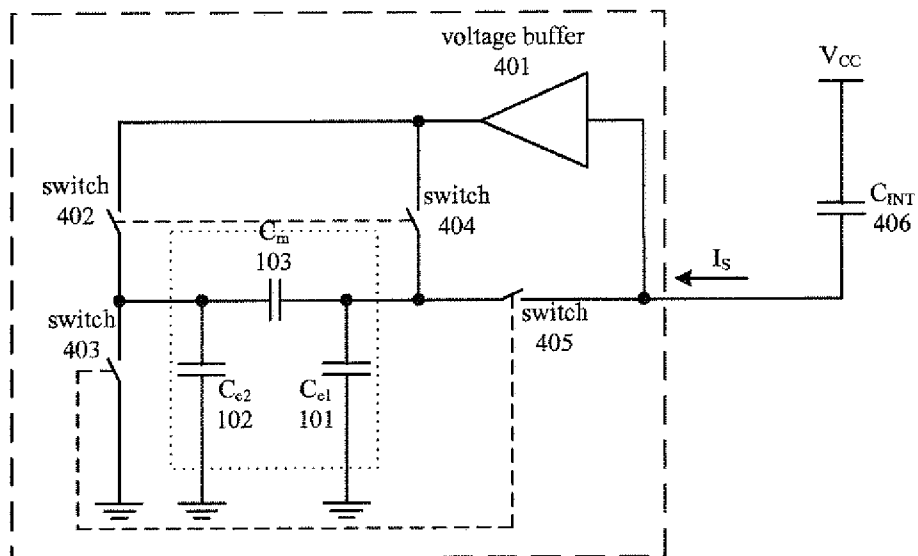 voltage buffer
401
V_CC
switch
402
switch
404
C_m
103
C_INT
406
I_S
switch
403
switch
405
C_e2
102
C_e1
101